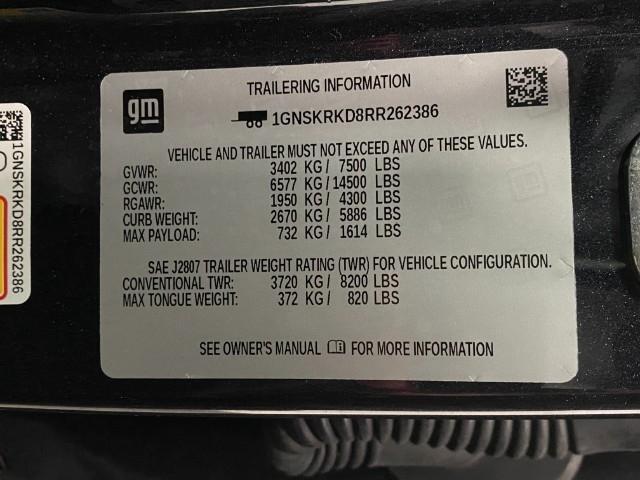 TRAILERING INFORMATION
gm
1GNSKRKD8RR262386
VEHICLE AND TRAILER MUST NOT EXCEED ANY OF THESE VALUES.
GVWR: 3402 KG / 7500 LBS
GCWR: 6577 KG / 14500 LBS
RGAWR: 1950 KG / 4300 LBS
CURB WEIGHT: 2670 KG / 5886 LBS
MAX PAYLOAD: 732 KG / 1614 LBS
SAE J2807 TRAILER WEIGHT RATING (TWR) FOR VEHICLE CONFIGURATION.
CONVENTIONAL TWR: 3720 KG / 8200 LBS
MAX TONGUE WEIGHT: 372 KG / 820 LBS
SEE OWNER'S MANUAL FOR MORE INFORMATION
1GNSKRKD8RR262386